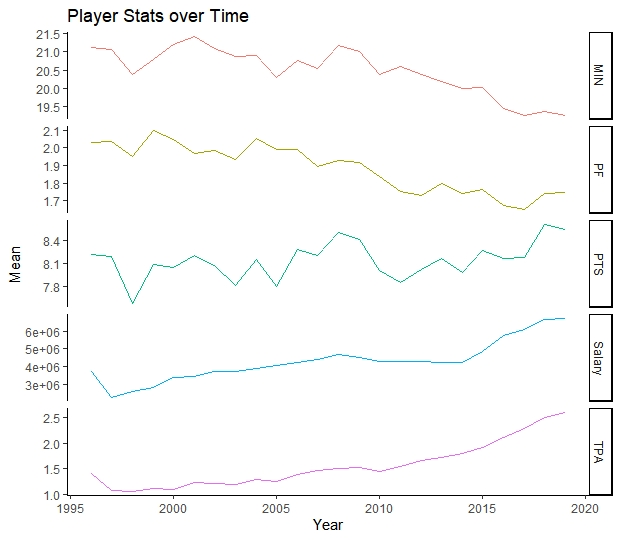 Player Stats over Time
Mean
21.5
21.0
20.5
20.0
19.5
MIN
2.1
2.0
1.9
1.8
1.7
PF
8.4
8.1
7.8
PTS
6e+06
5e+06
4e+06
3e+06
Salary
2.5
2.0
1.5
1.0
TPA
1995 2000 2005 2010 2015 2020
Year